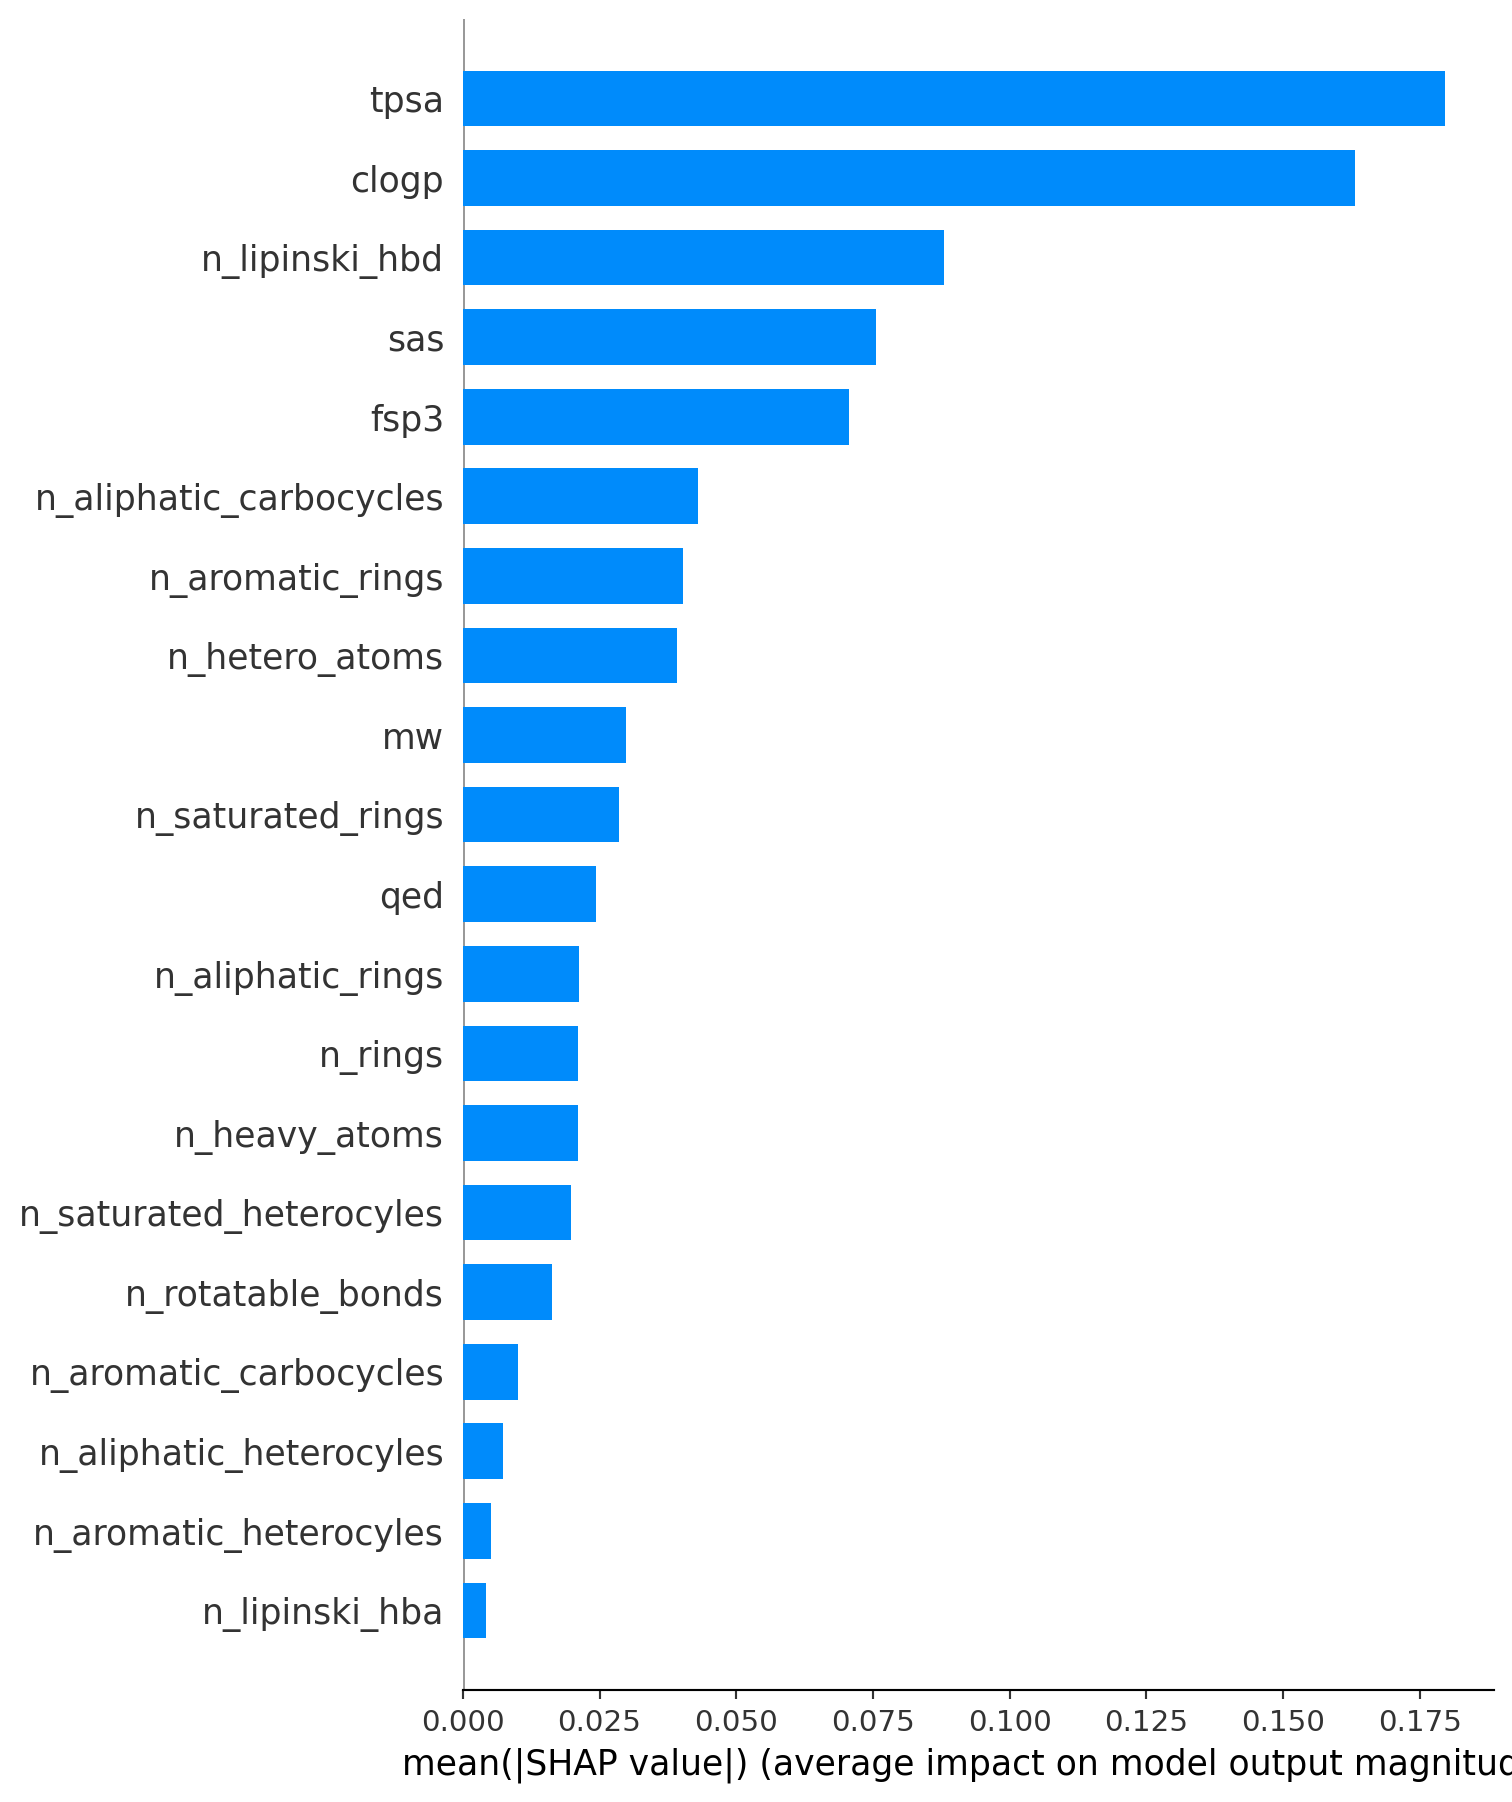 tpsa
clogp
n_lipinski_hbd
sas
fsp3
n_aliphatic_carbocycles
n_aromatic_rings
n_hetero_atoms
mw
n_saturated_rings
qed
n_aliphatic_rings
n_rings
n_heavy_atoms
n_saturated_heterocyles
n_rotatable_bonds
n_aromatic_carbocycles
n_aliphatic_heterocyles
n_aromatic_heterocyles
n_lipinski_hba
0.000 0.025 0.050 0.075 0.100 0.125 0.150 0.175
mean(|SHAP value|) (average impact on model output magnitud